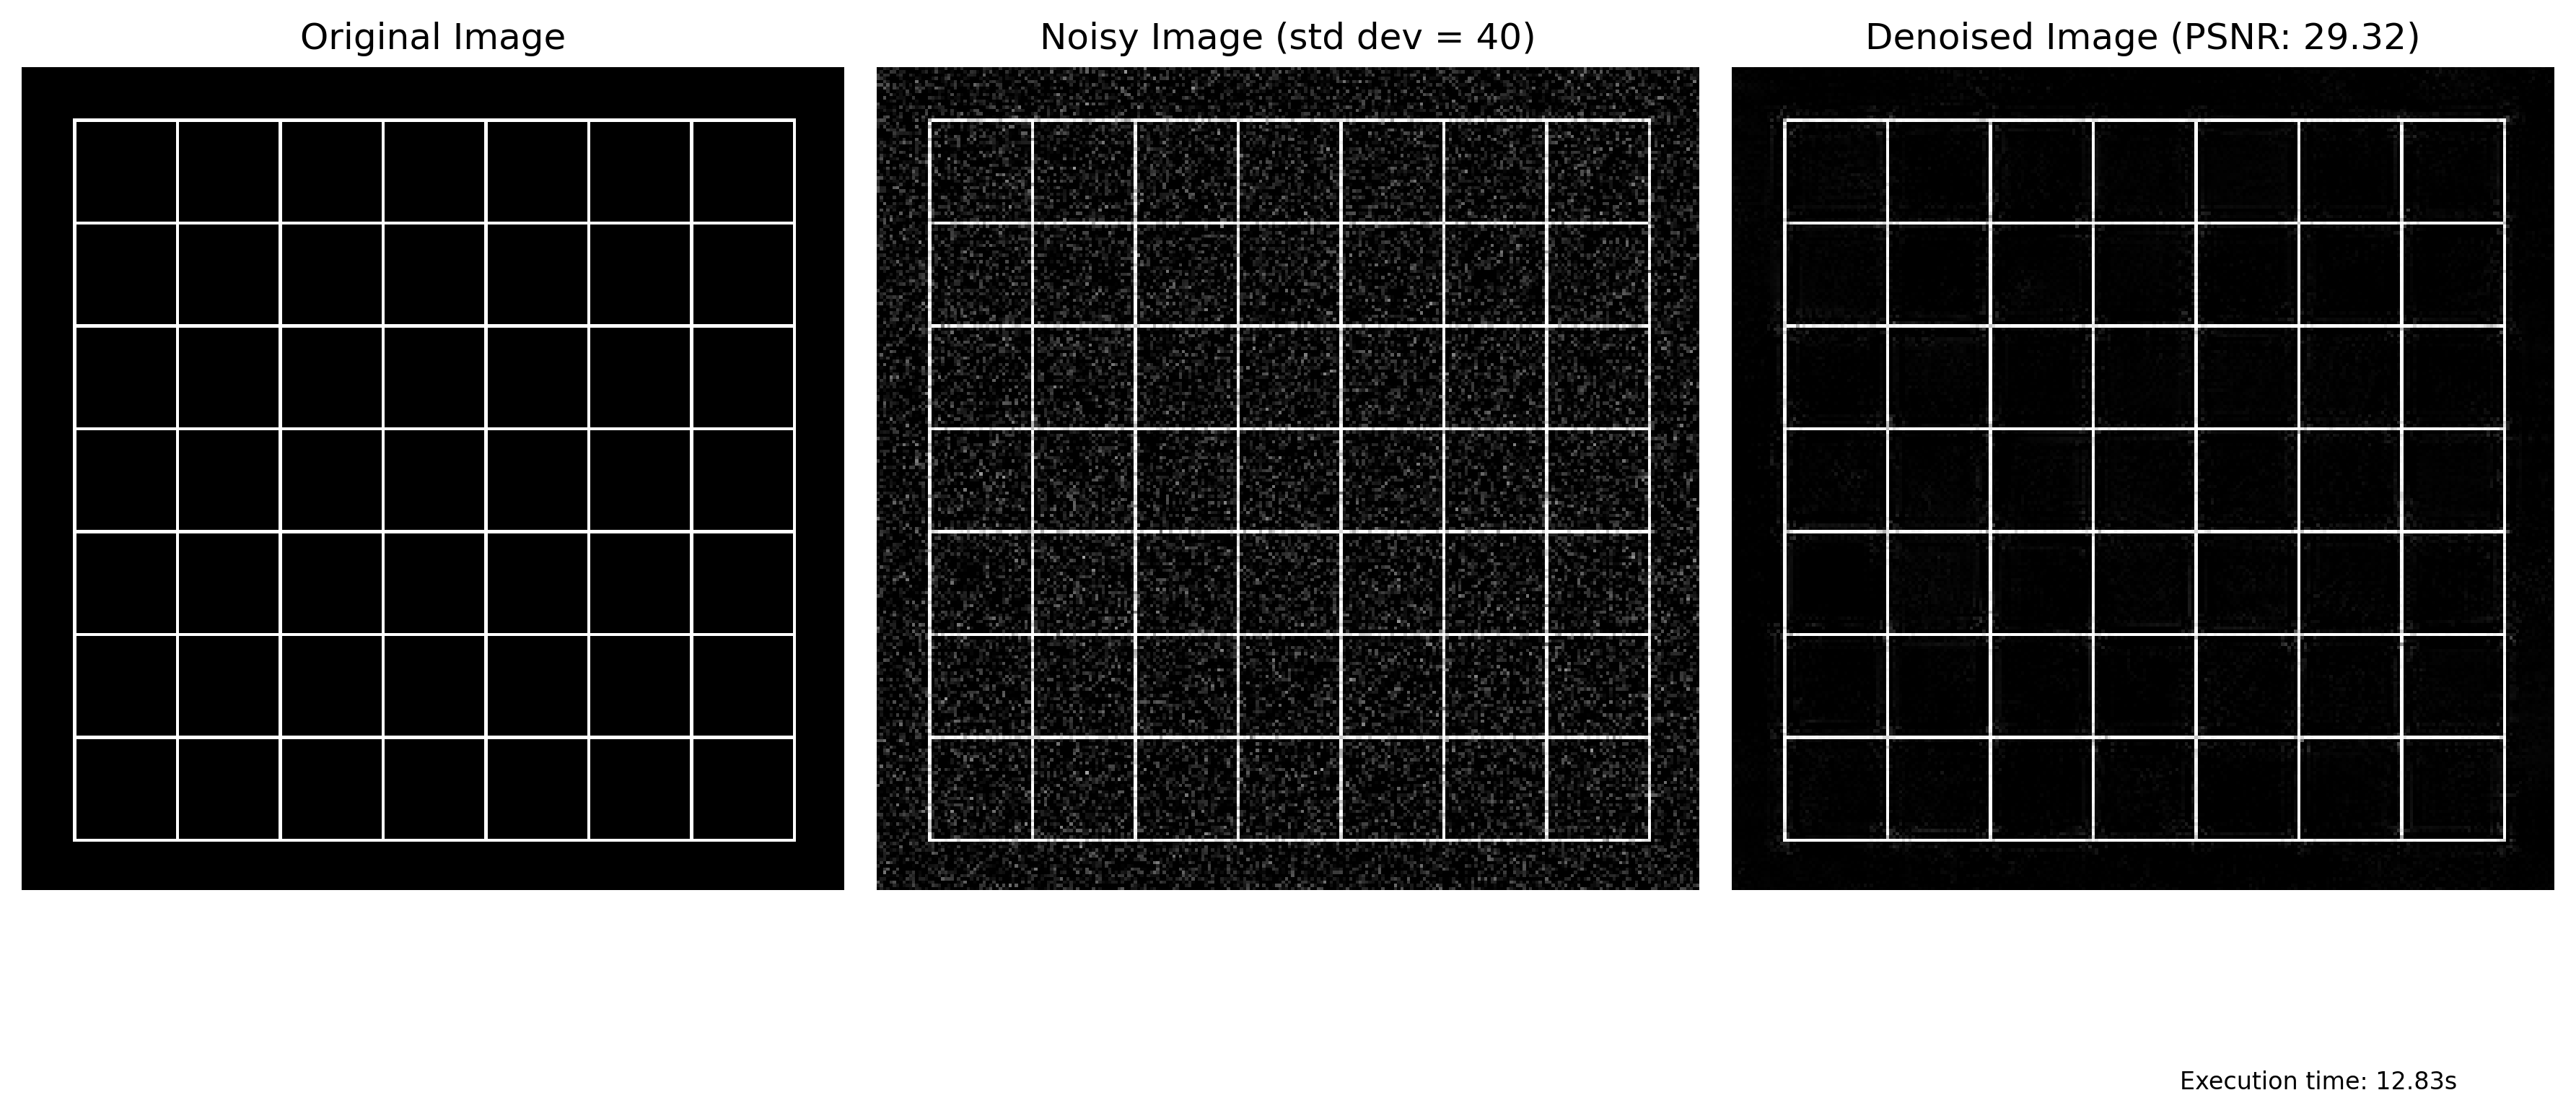 Original Image
Noisy Image (std dev = 40)
Denoised Image (PSNR: 29.32)
Execution time: 12.83s